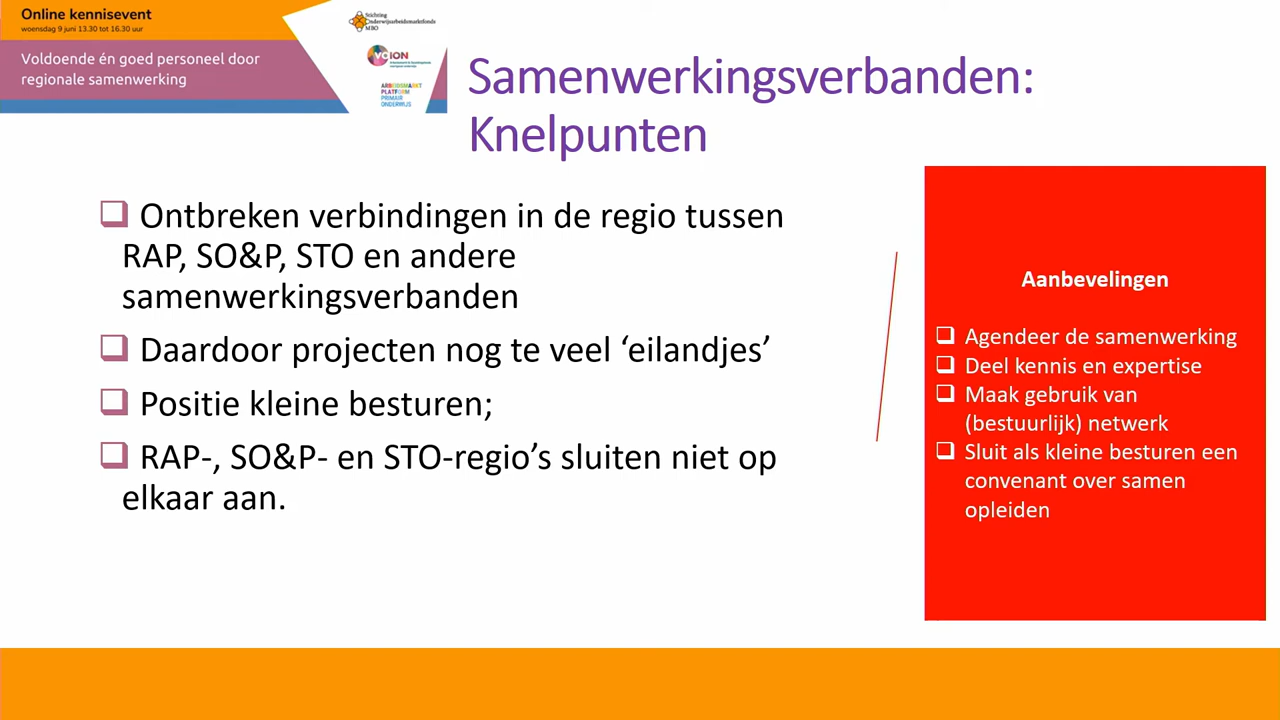 Online kennisevent
woensdag 9 juni 13.30 tot 16.30 uur
Voldoende én goed personeel door
regionale samenwerking
Stichting
Onderwijsarbeidsmarktfonds
MBO
VOION
ARBEIDSMARKT
PLATFORM
PRIMAIR
ONDERWIJS
Samenwerkingsverbanden:
Knelpunten
❑ Ontbreken verbindingen in de regio tussen
RAP, SO&P, STO en andere
samenwerkingsverbanden
❑ Daardoor projecten nog te veel ‘eilandjes’
❑ Positie kleine besturen;
❑ RAP-, SO&P- en STO-regio’s sluiten niet op
elkaar aan.
Aanbevelingen
❑ Agendeer de samenwerking
❑ Deel kennis en expertise
❑ Maak gebruik van
(bestuurlijk) netwerk
❑ Sluit als kleine besturen een
convenant over samen
opleiden